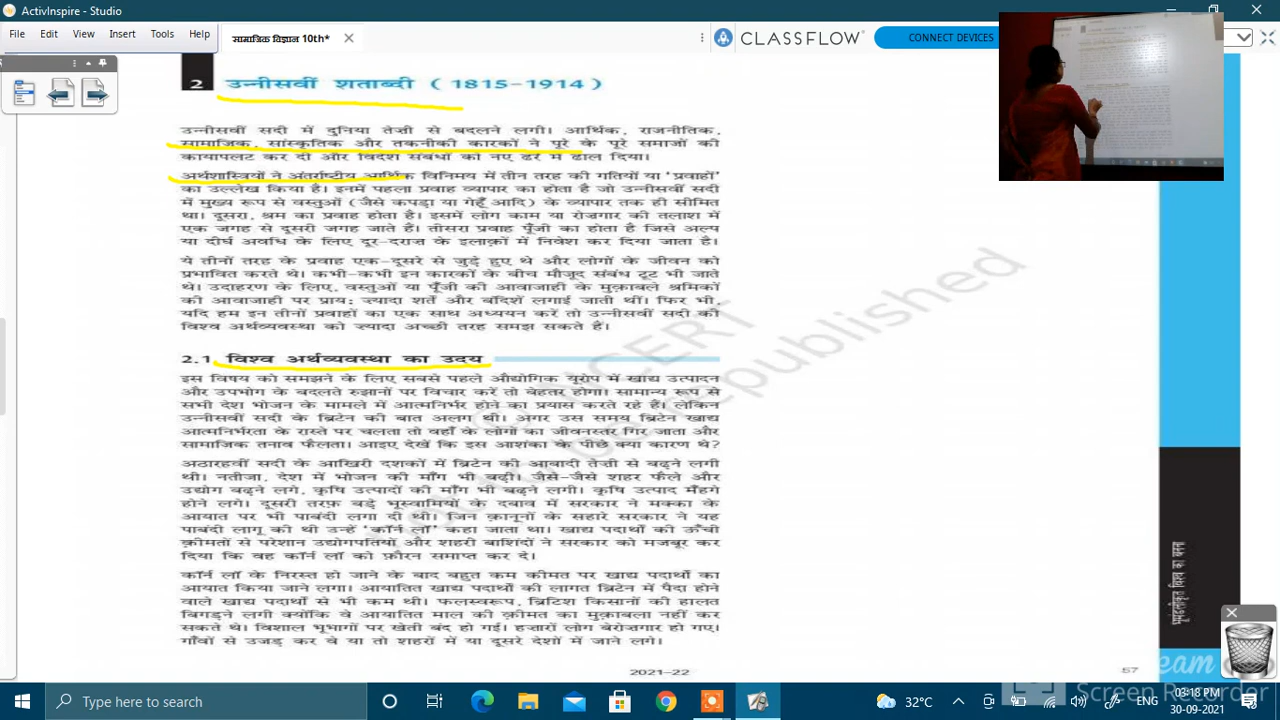 ActivInspire - Studio
File Edit View Insert Tools Help
सामाजिक विज्ञान 10th*
CLASSFLOW
CONNECT DEVICES
2 उन्नीसवीं शताब्दी (1815-1914)
उन्नीसवीं सदी में दुनिया तेज़ी से बदलने लगी। आर्थिक, राजनीतिक,
सामाजिक, सांस्कृतिक और तकनीकी कारकों ने पूरे के पूरे समाजों की
कायापलट कर दी और विदेश संबंधों को नए ढर्रे में ढाल दिया।
अर्थशास्त्रियों ने अंतर्राष्ट्रीय आर्थिक विनिमय में तीन तरह की गतियों या 'प्रवाहों'
का उल्लेख किया है। इनमें पहला प्रवाह व्यापार का होता है जो उन्नीसवीं सदी
में मुख्य रूप से वस्तुओं (जैसे कपड़ा या गेहूँ आदि) के व्यापार तक ही सीमित
था। दूसरा, श्रम का प्रवाह होता है। इसमें लोग काम या रोज़गार की तलाश में
एक जगह से दूसरी जगह जाते हैं। तीसरा प्रवाह पूँजी का होता है जिसे अल्प
या दीर्घ अवधि के लिए दूर-दराज़ के इलाक़ों में निवेश कर दिया जाता है।
ये तीनों तरह के प्रवाह एक-दूसरे से जुड़े हुए थे और लोगों के जीवन को
प्रभावित करते थे। कभी-कभी इन कारकों के बीच मौजूद संबंध टूट भी जाते
थे। उदाहरण के लिए, वस्तुओं या पूँजी की आवाजाही के मुक़ाबले श्रमिकों
की आवाजाही पर प्राय: ज़्यादा शर्तें और बंदिशें लगाई जाती थीं। फिर भी,
यदि हम इन तीनों प्रवाहों का एक साथ अध्ययन करें तो उन्नीसवीं सदी की
विश्व अर्थव्यवस्था को ज़्यादा अच्छी तरह समझ सकते हैं।
2.1 विश्व अर्थव्यवस्था का उदय
इस विषय को समझने के लिए सबसे पहले औद्योगिक यूरोप में खाद्य उत्पादन
और उपभोग के बदलते रुझानों पर विचार करें तो बेहतर होगा। सामान्य रूप से
सभी देश भोजन के मामले में आत्मनिर्भर होने का प्रयास करते रहे हैं। लेकिन
उन्नीसवीं सदी के ब्रिटेन की बात अलग थी। अगर उस समय ब्रिटेन खाद्य
आत्मनिर्भरता के रास्ते पर चलता तो वहाँ के लोगों का जीवनस्तर गिर जाता और
सामाजिक तनाव फैलता। आइए देखें कि इस आशंका के पीछे क्या कारण थे?
अठारहवीं सदी के आख़िरी दशकों में ब्रिटेन की आबादी तेज़ी से बढ़ने लगी
थी। नतीजा, देश में भोजन की माँग भी बढ़ी। जैसे-जैसे शहर फैले और
उद्योग बढ़ने लगे, कृषि उत्पादों की माँग भी बढ़ने लगी। कृषि उत्पाद मँहगे
होने लगे। दूसरी तरफ़ बड़े भूस्वामियों के दबाव में सरकार ने मक्का के
आयात पर भी पाबंदी लगा दी थी। जिन क़ानूनों के सहारे सरकार ने यह
पाबंदी लागू की थी उन्हें 'कॉर्न लॉ' कहा जाता था। खाद्य पदार्थों की ऊँची
क़ीमतों से परेशान उद्योगपतियों और शहरी बाशिंदों ने सरकार को मजबूर कर
दिया कि वह कॉर्न लॉ को फ़ौरन समाप्त कर दे।
कॉर्न लॉ के निरस्त हो जाने के बाद बहुत कम कीमत पर खाद्य पदार्थों का
आयात किया जाने लगा। आयातित खाद्य पदार्थों की लागत ब्रिटेन में पैदा होने
वाले खाद्य पदार्थों से भी कम थी। फलस्वरूप, ब्रिटिश किसानों की हालत
बिगड़ने लगी क्योंकि वे आयातित माल की क़ीमत का मुक़ाबला नहीं कर
सकते थे। विशाल भूभागों पर खेती बंद हो गई। हज़ारों लोग बेरोज़गार हो गए।
गाँवों से उजड़ कर वे या तो शहरों में या दूसरे देशों में जाने लगे।
2021-22
57
भूमंडलीकृत विश्व का बनना
Screen Recorder
Type here to search
32°C
ENG
03:18 PM
30-09-2021